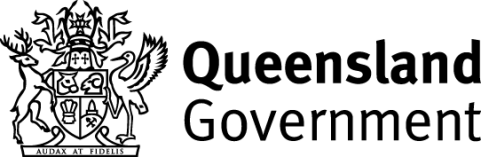 AUDAX AT FIDELIS
Queensland
Government